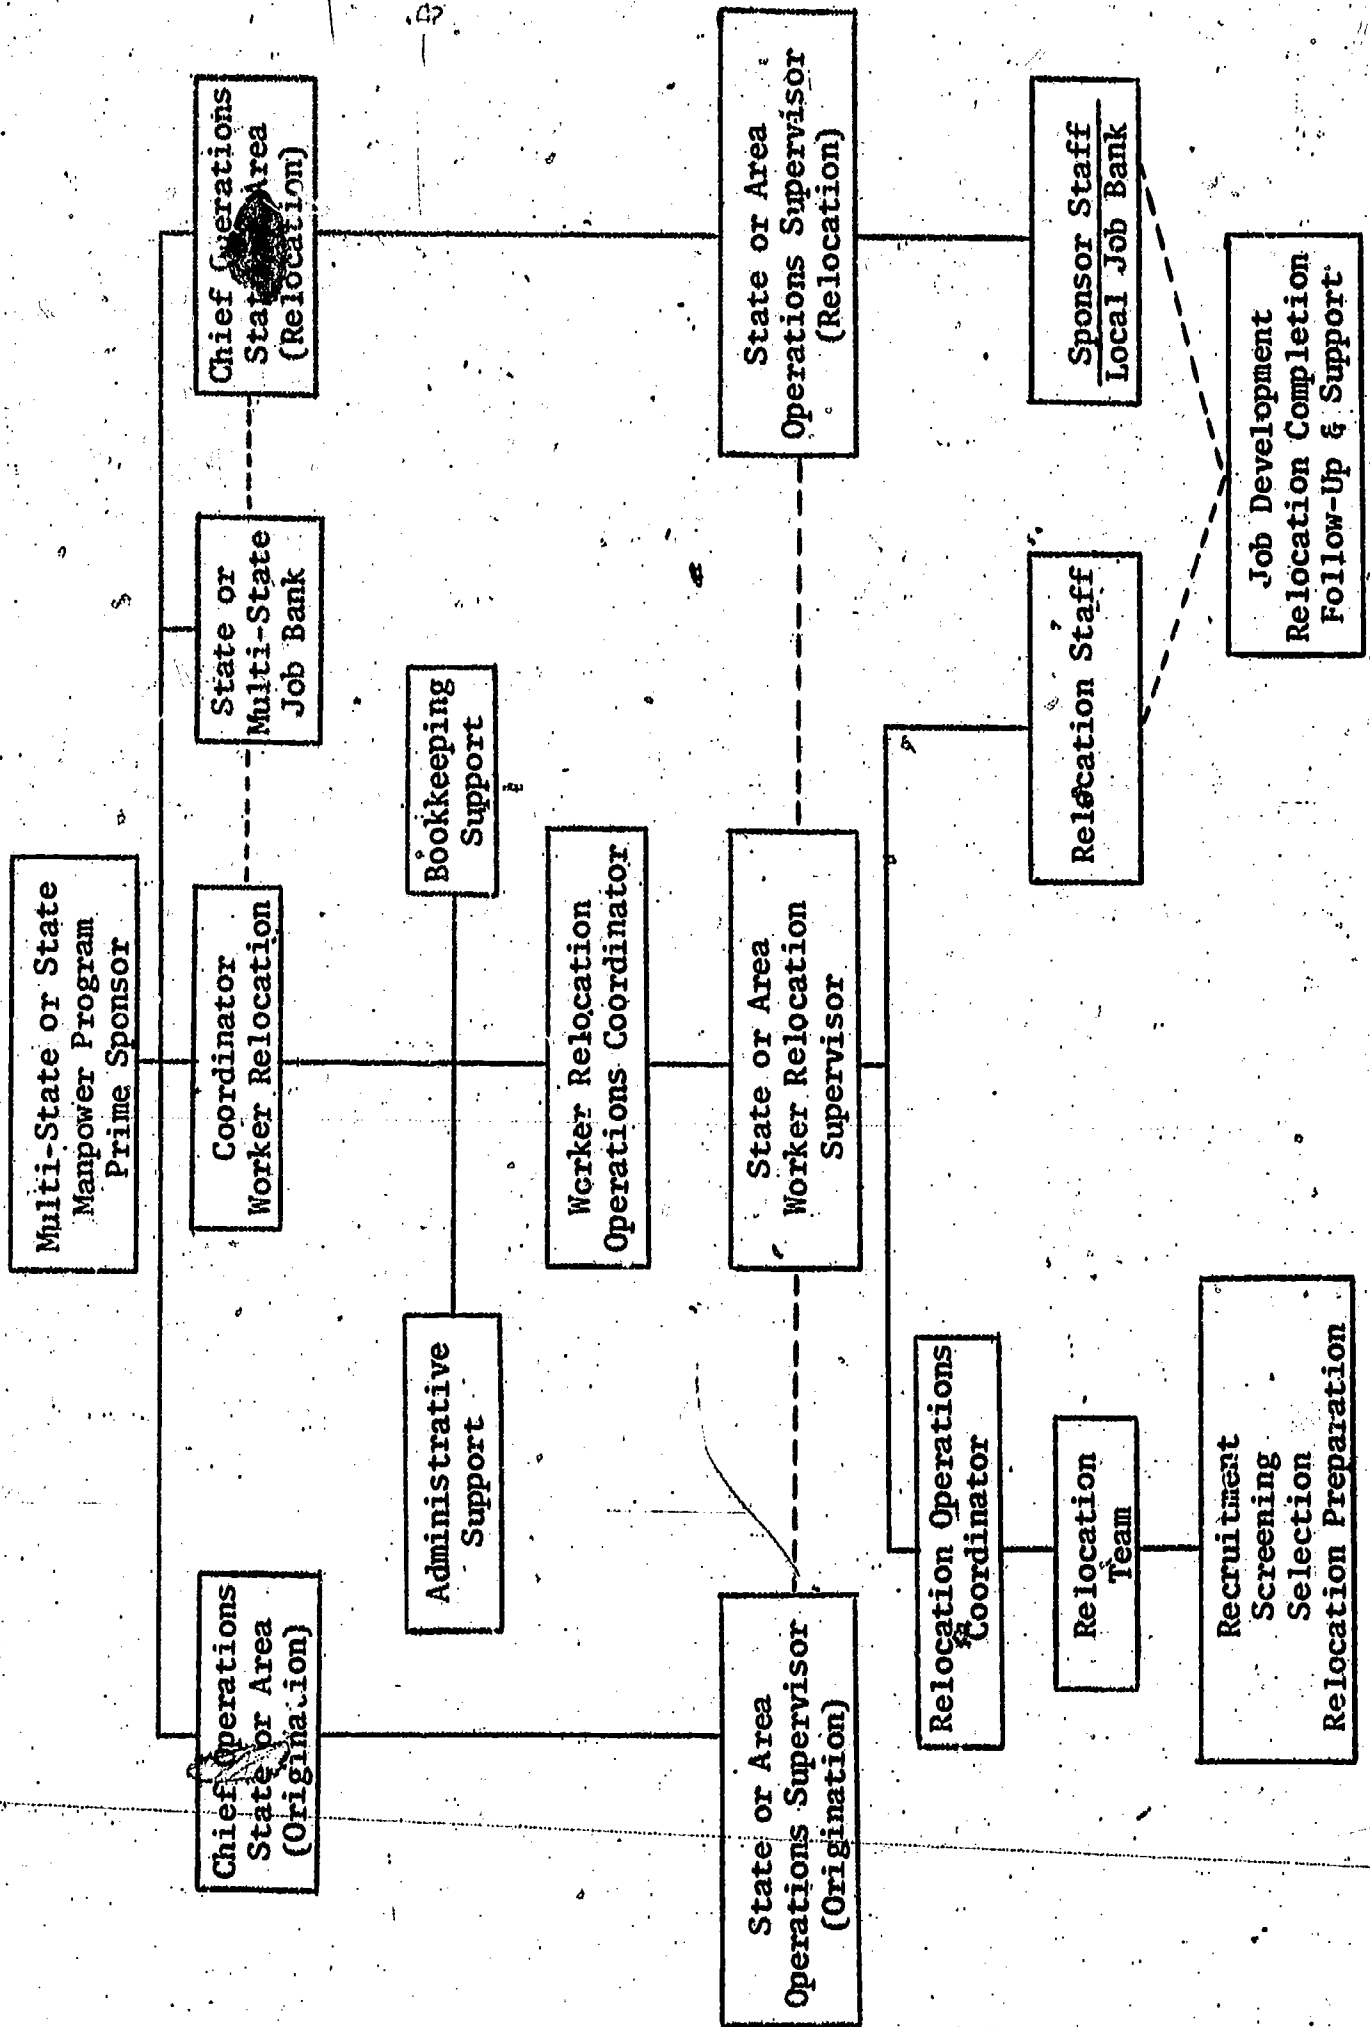 Multi-State or State
Manpower Program
Prime Sponsor
Chief Operations
State or Area
(Origination)
Coordinator
Worker Relocation
State or
Multi-State
Job Bank
Chief
Area
(Relocation)
Administrative
Support
Bookkeeping
Support
Worker Relocation
Operations Coordinator
State or Area
Operations Supervisor
(Origination)
State or Area
Worker Relocation
Supervisor
State or Area
Operations Supervisor
(Relocation)
Relocation Operations
Coordinator
Relocation Staff
Sponsor Staff
Local Job Bank
Relocation
Team
Recruitment
Screening
Selection
Relocation Preparation
Job Development
Relocation Completion
Follow-Up & Support